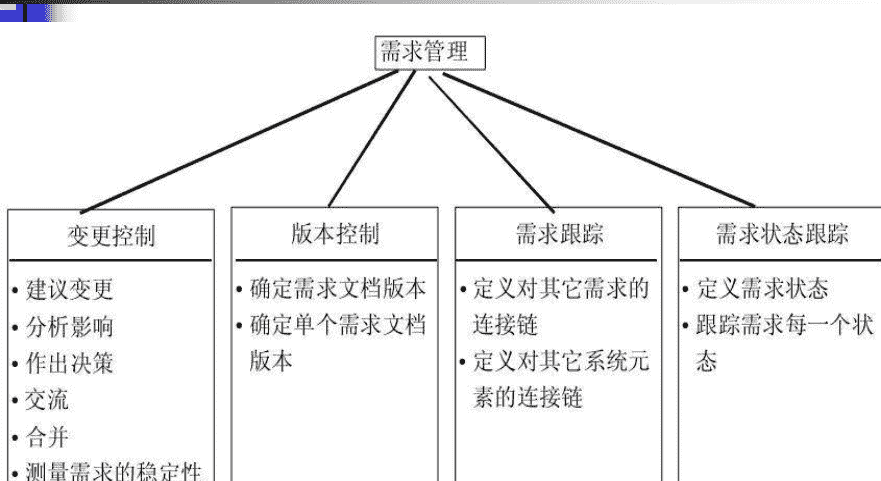 需求管理
变更控制
• 建议变更
• 分析影响
• 作出决策
• 交流
• 合并
• 测量需求的稳定性
版本控制
• 确定需求文档版本
• 确定单个需求文档
版本
需求跟踪
• 定义对其它需求的
连接链
• 定义对其它系统元
素的连接链
需求状态跟踪
• 定义需求状态
• 跟踪需求每一个状
态